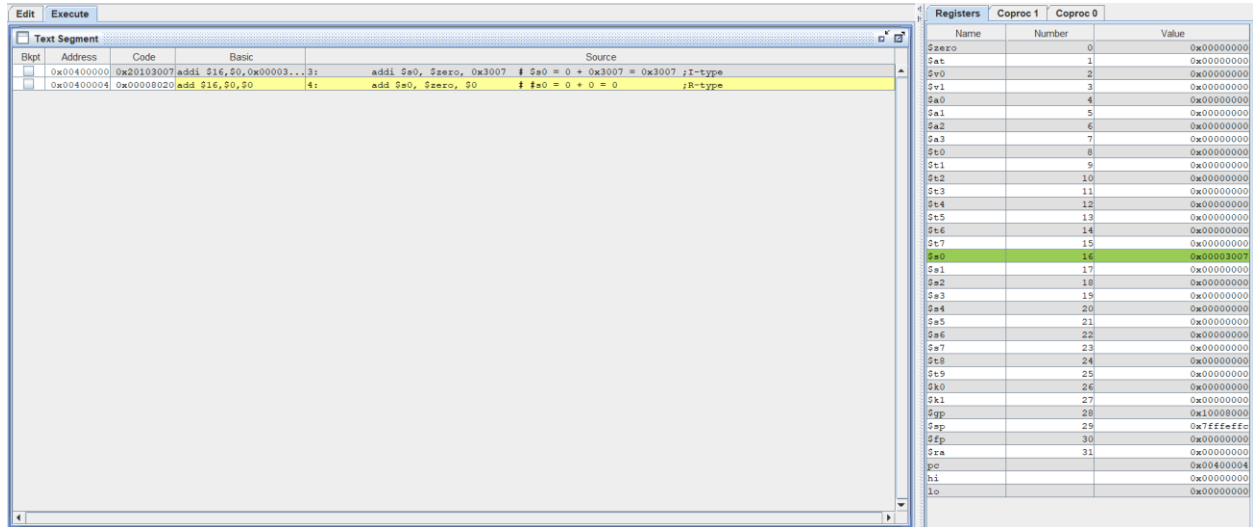 Edit Execute
Text Segment
Bkpt Address Code Basic Source
0x00400000 0x20103007 addi $16,$0,0x00003... 3: addi $s0, $zero, 0x3007 # $s0 = 0 + 0x3007 = 0x3007 ;I-type
0x00400004 0x00008020 add $16,$0,$0 4: add $s0, $zero, $0 # $s0 = 0 + 0 = 0 ;R-type
Registers Coproc 1 Coproc 0
Name Number Value
$zero 0 0x00000000
$at 1 0x00000000
$v0 2 0x00000000
$v1 3 0x00000000
$a0 4 0x00000000
$a1 5 0x00000000
$a2 6 0x00000000
$a3 7 0x00000000
$t0 8 0x00000000
$t1 9 0x00000000
$t2 10 0x00000000
$t3 11 0x00000000
$t4 12 0x00000000
$t5 13 0x00000000
$t6 14 0x00000000
$t7 15 0x00000000
$s0 16 0x00003007
$s1 17 0x00000000
$s2 18 0x00000000
$s3 19 0x00000000
$s4 20 0x00000000
$s5 21 0x00000000
$s6 22 0x00000000
$s7 23 0x00000000
$t8 24 0x00000000
$t9 25 0x00000000
$k0 26 0x00000000
$k1 27 0x00000000
$gp 28 0x10008000
$sp 29 0x7fffeffc
$fp 30 0x00000000
$ra 31 0x00000000
pc 0x00400004
hi 0x00000000
lo 0x00000000